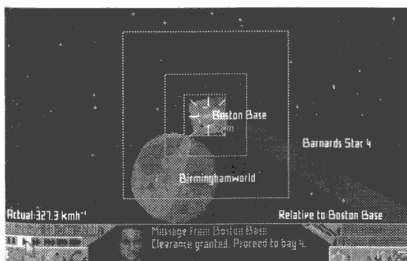 Boston Base
Barnards Star 4
Birminghamworld
Actual 327.3 kmh⁻¹
Relative to Boston Base
Message from Boston Base
Clearance granted. Proceed to bay 4.